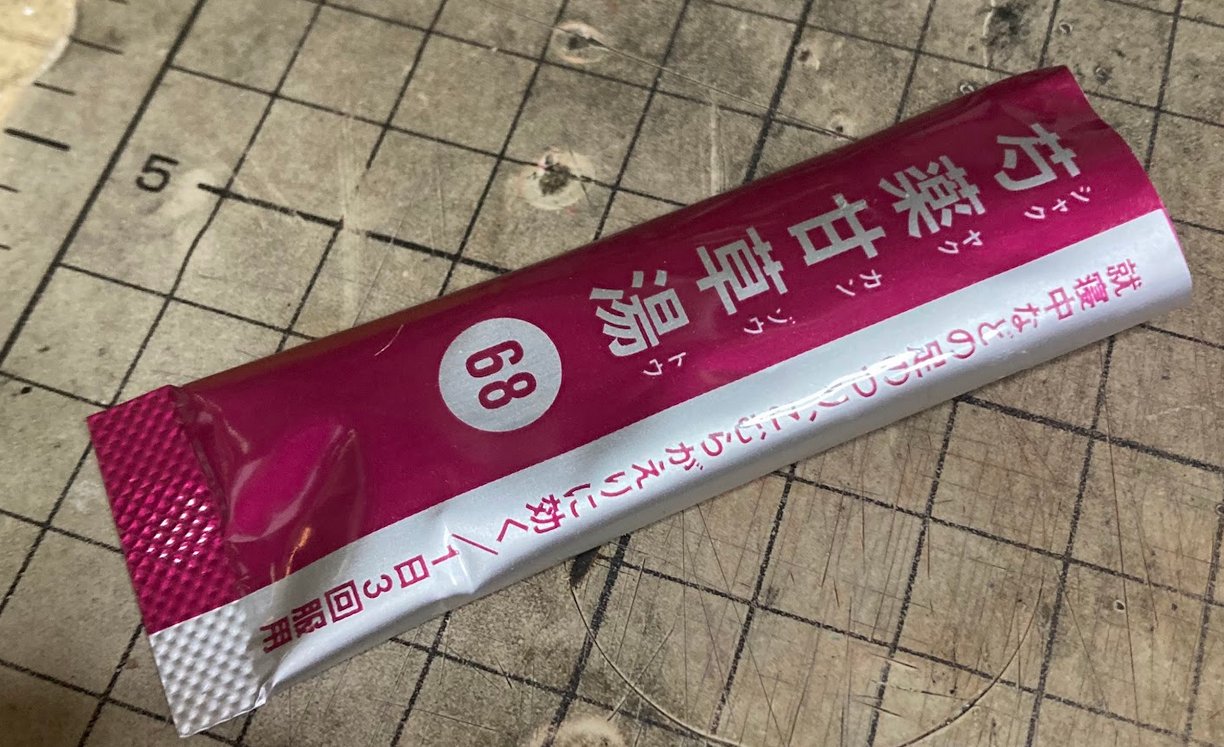 芍薬甘草湯
シャクヤクカンゾウトウ
68
就寝中などの足のつり、こむらがえりに効く/1日3回服用
5